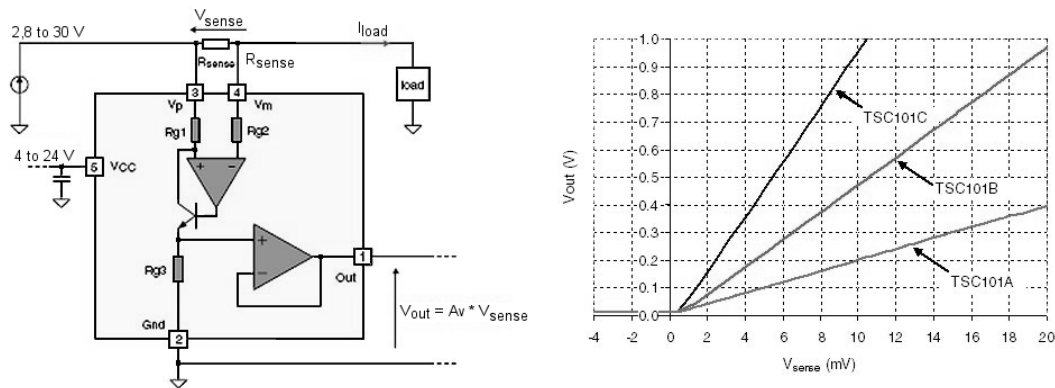 2,8 to 30 V
Vsense
Iload
Rsense
Rsense
load
3
4
Vp
Vm
Rg1
Rg2
4 to 24 V
5
VCC
+
−
+
−
Rg3
1
Out
Vout = Av * Vsense
Gnd
2
1.0
0.9
0.8
0.7
0.6
0.5
0.4
0.3
0.2
0.1
0.0
Vout (V)
TSC101C
TSC101B
TSC101A
-4 -2 0 2 4 6 8 10 12 14 16 18 20
Vsense (mV)